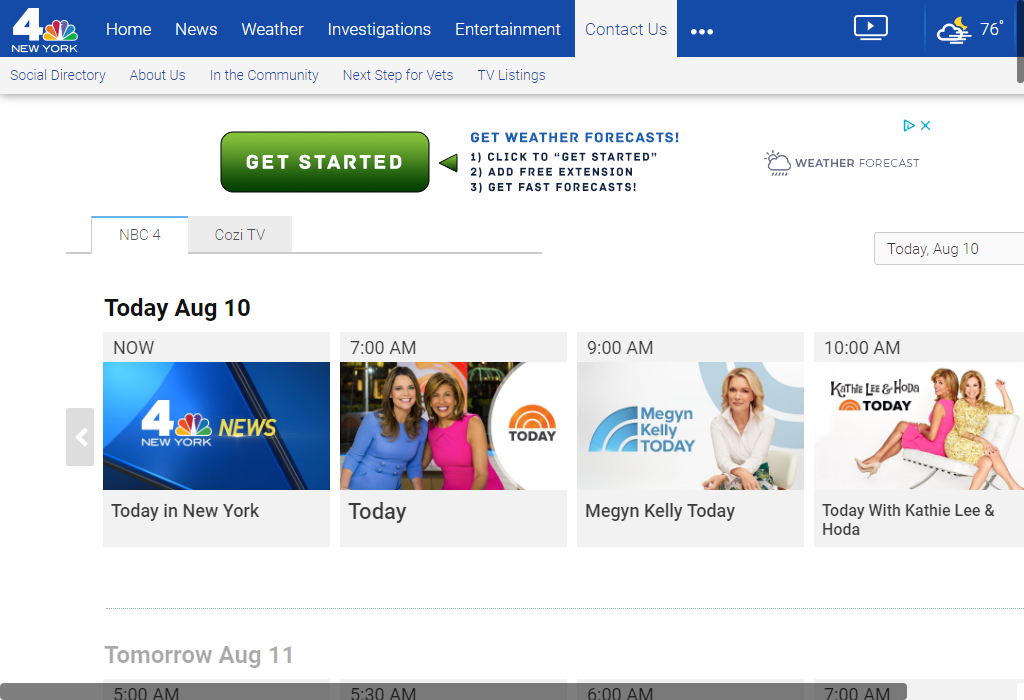 4
NEW YORK
Home News Weather Investigations Entertainment Contact Us ••• 76°
Social Directory About Us In the Community Next Step for Vets TV Listings
GET STARTED
GET WEATHER FORECASTS!
1) CLICK TO “GET STARTED”
2) ADD FREE EXTENSION
3) GET FAST FORECASTS!
WEATHER FORECAST
NBC 4 Cozi TV
Today, Aug 10
Today Aug 10
NOW
4 NEWS
NEW YORK
Today in New York
7:00 AM
TODAY
Today
9:00 AM
Megyn
Kelly
TODAY
Megyn Kelly Today
10:00 AM
KATHIE LEE & HODA
TODAY
Today With Kathie Lee &
Hoda
Tomorrow Aug 11
5:00 AM 5:30 AM 6:00 AM 7:00 AM